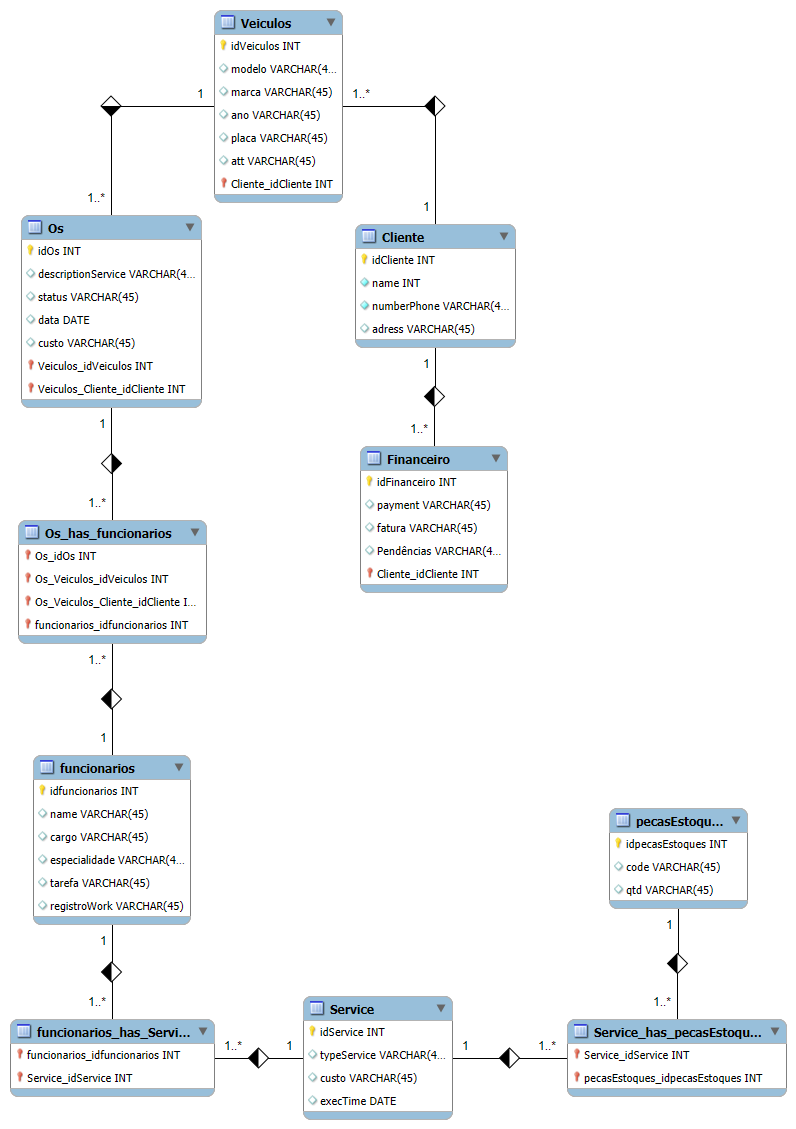 Veiculos
idVeiculos INT
modelo VARCHAR(4...
marca VARCHAR(45)
ano VARCHAR(45)
placa VARCHAR(45)
att VARCHAR(45)
Cliente_idCliente INT
1
1..*
1..*
1
Os
idOs INT
descriptionService VARCHAR(4...
status VARCHAR(45)
data DATE
custo VARCHAR(45)
Veiculos_idVeiculos INT
Veiculos_Cliente_idCliente INT
Cliente
idCliente INT
name INT
numberPhone VARCHAR(4...
adress VARCHAR(45)
1
1..*
Financeiro
idFinanceiro INT
payment VARCHAR(45)
fatura VARCHAR(45)
Pendências VARCHAR(4...
Cliente_idCliente INT
1
1..*
Os_has_funcionarios
Os_idOs INT
Os_Veiculos_idVeiculos INT
Os_Veiculos_Cliente_idCliente I...
funcionarios_idfuncionarios INT
1..*
1
funcionarios
idfuncionarios INT
name VARCHAR(45)
cargo VARCHAR(45)
especialidade VARCHAR(4...
tarefa VARCHAR(45)
registroWork VARCHAR(45)
1
1..*
pecasEstoqu...
idpecasEstoques INT
code VARCHAR(45)
qtd VARCHAR(45)
1
1..*
funcionarios_has_Servi...
funcionarios_idfuncionarios INT
Service_idService INT
1..*
1
Service
idService INT
typeService VARCHAR(4...
custo VARCHAR(45)
execTime DATE
1
1..*
Service_has_pecasEstoqu...
Service_idService INT
pecasEstoques_idpecasEstoques INT